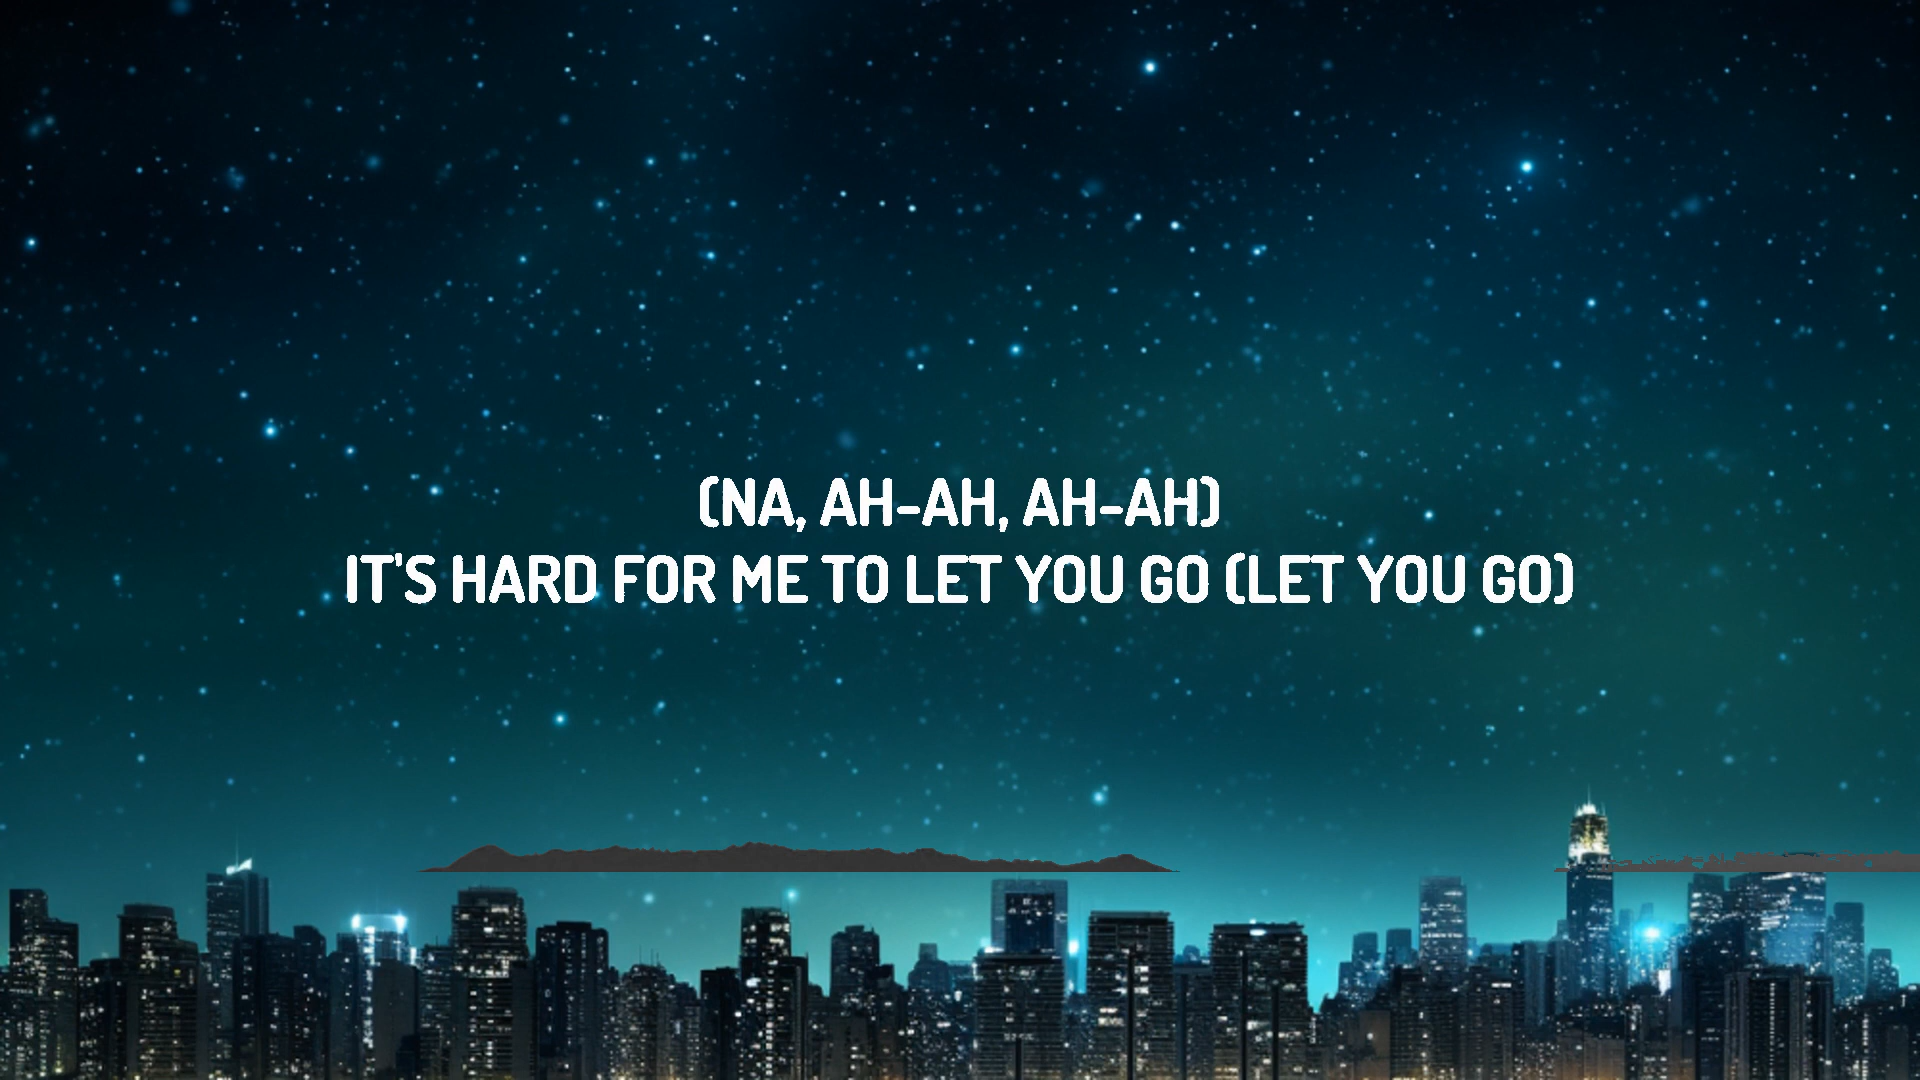 (NA, AH-AH, AH-AH)
IT'S HARD FOR ME TO LET YOU GO (LET YOU GO)